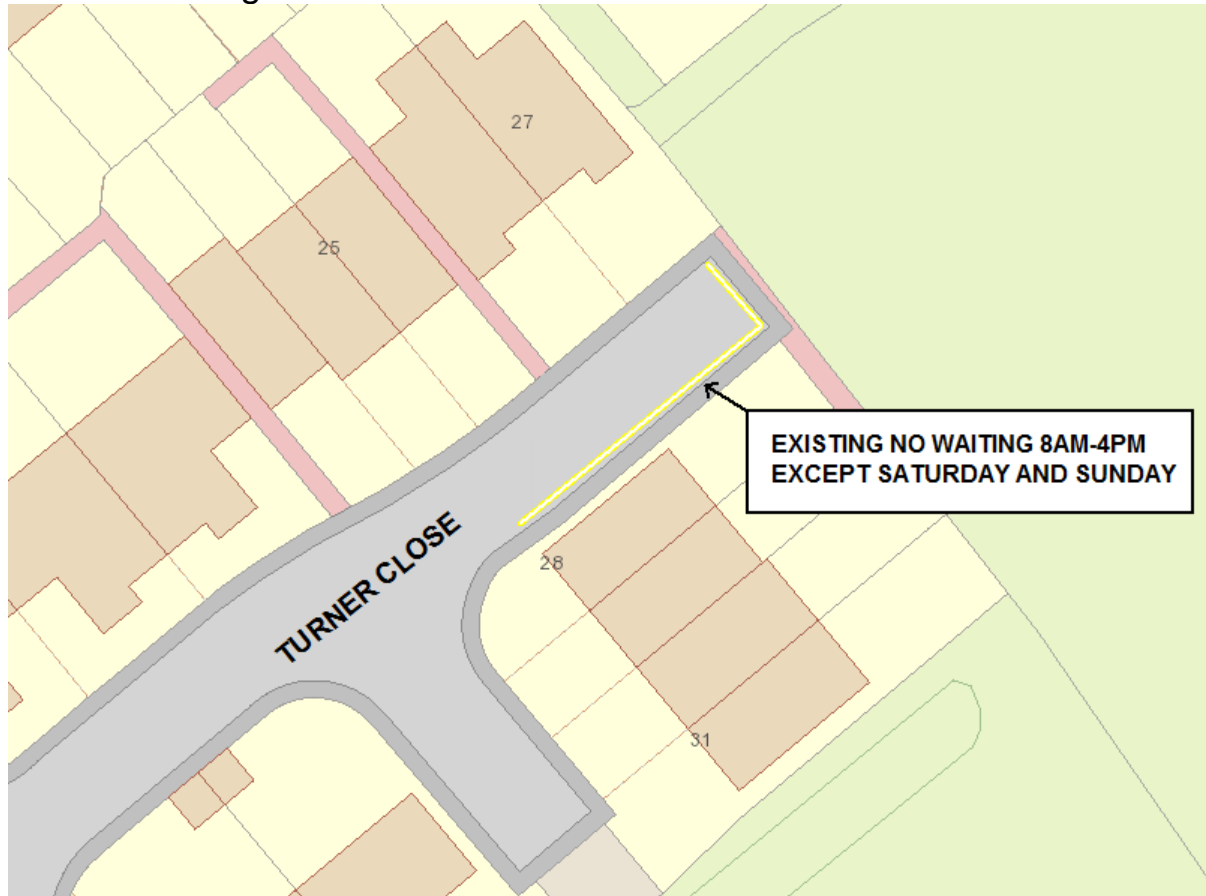 27
25
EXISTING NO WAITING 8AM-4PM
EXCEPT SATURDAY AND SUNDAY
TURNER CLOSE
28
31